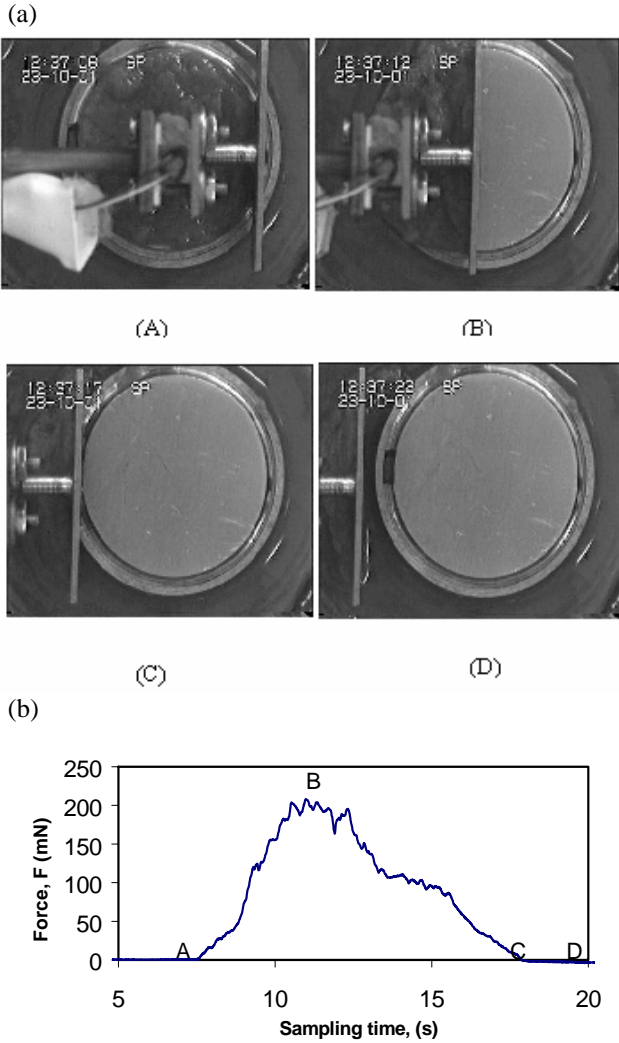 (a)
12:37:08 SP
23-10-01
12:37:12 SP
23-10-01
(A)
(B)
12:37:17 SP
23-10-01
12:37:23 SP
23-10-01
(C)
(D)
(b)
250
200
150
100
50
0
B
A
C
D
Force, F (mN)
5
10
15
20
Sampling time, (s)